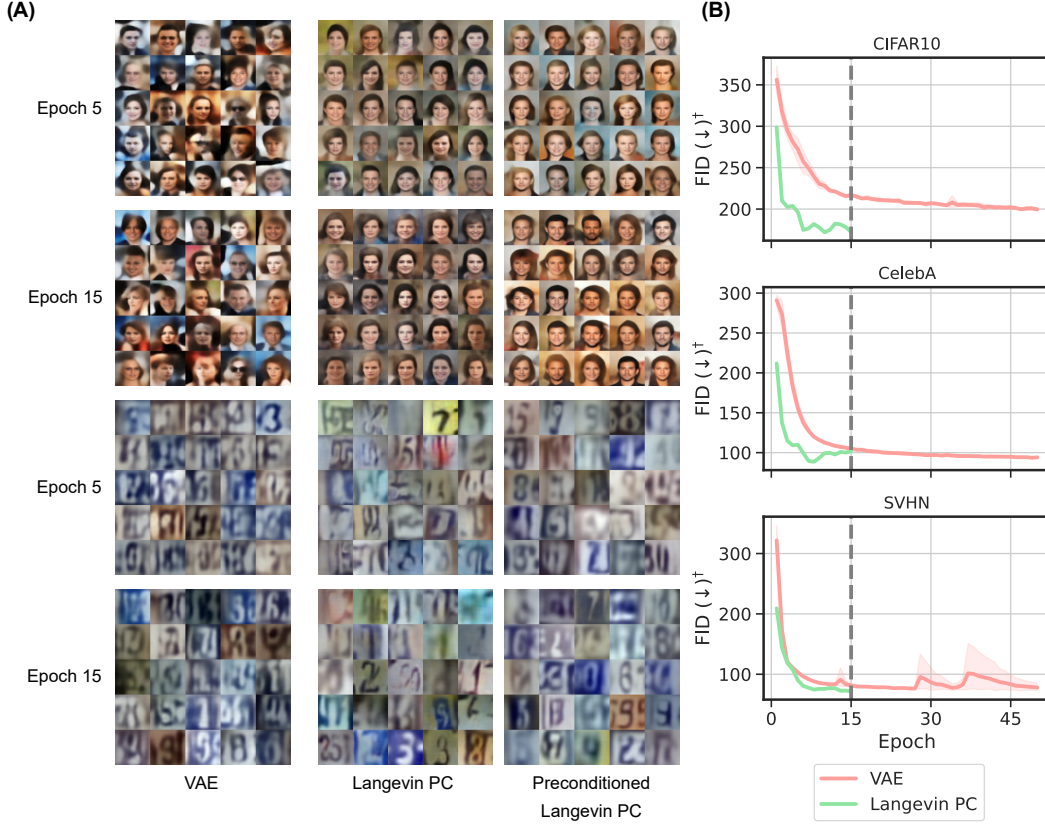 (A)
Epoch 5
Epoch 15
Epoch 5
Epoch 15
VAE
Langevin PC
Preconditioned
Langevin PC
(B)
CIFAR10
FID (↓)†
350
300
250
200
CelebA
FID (↓)†
300
250
200
150
100
SVHN
FID (↓)†
300
200
100
0 15 30 45
Epoch
VAE
Langevin PC